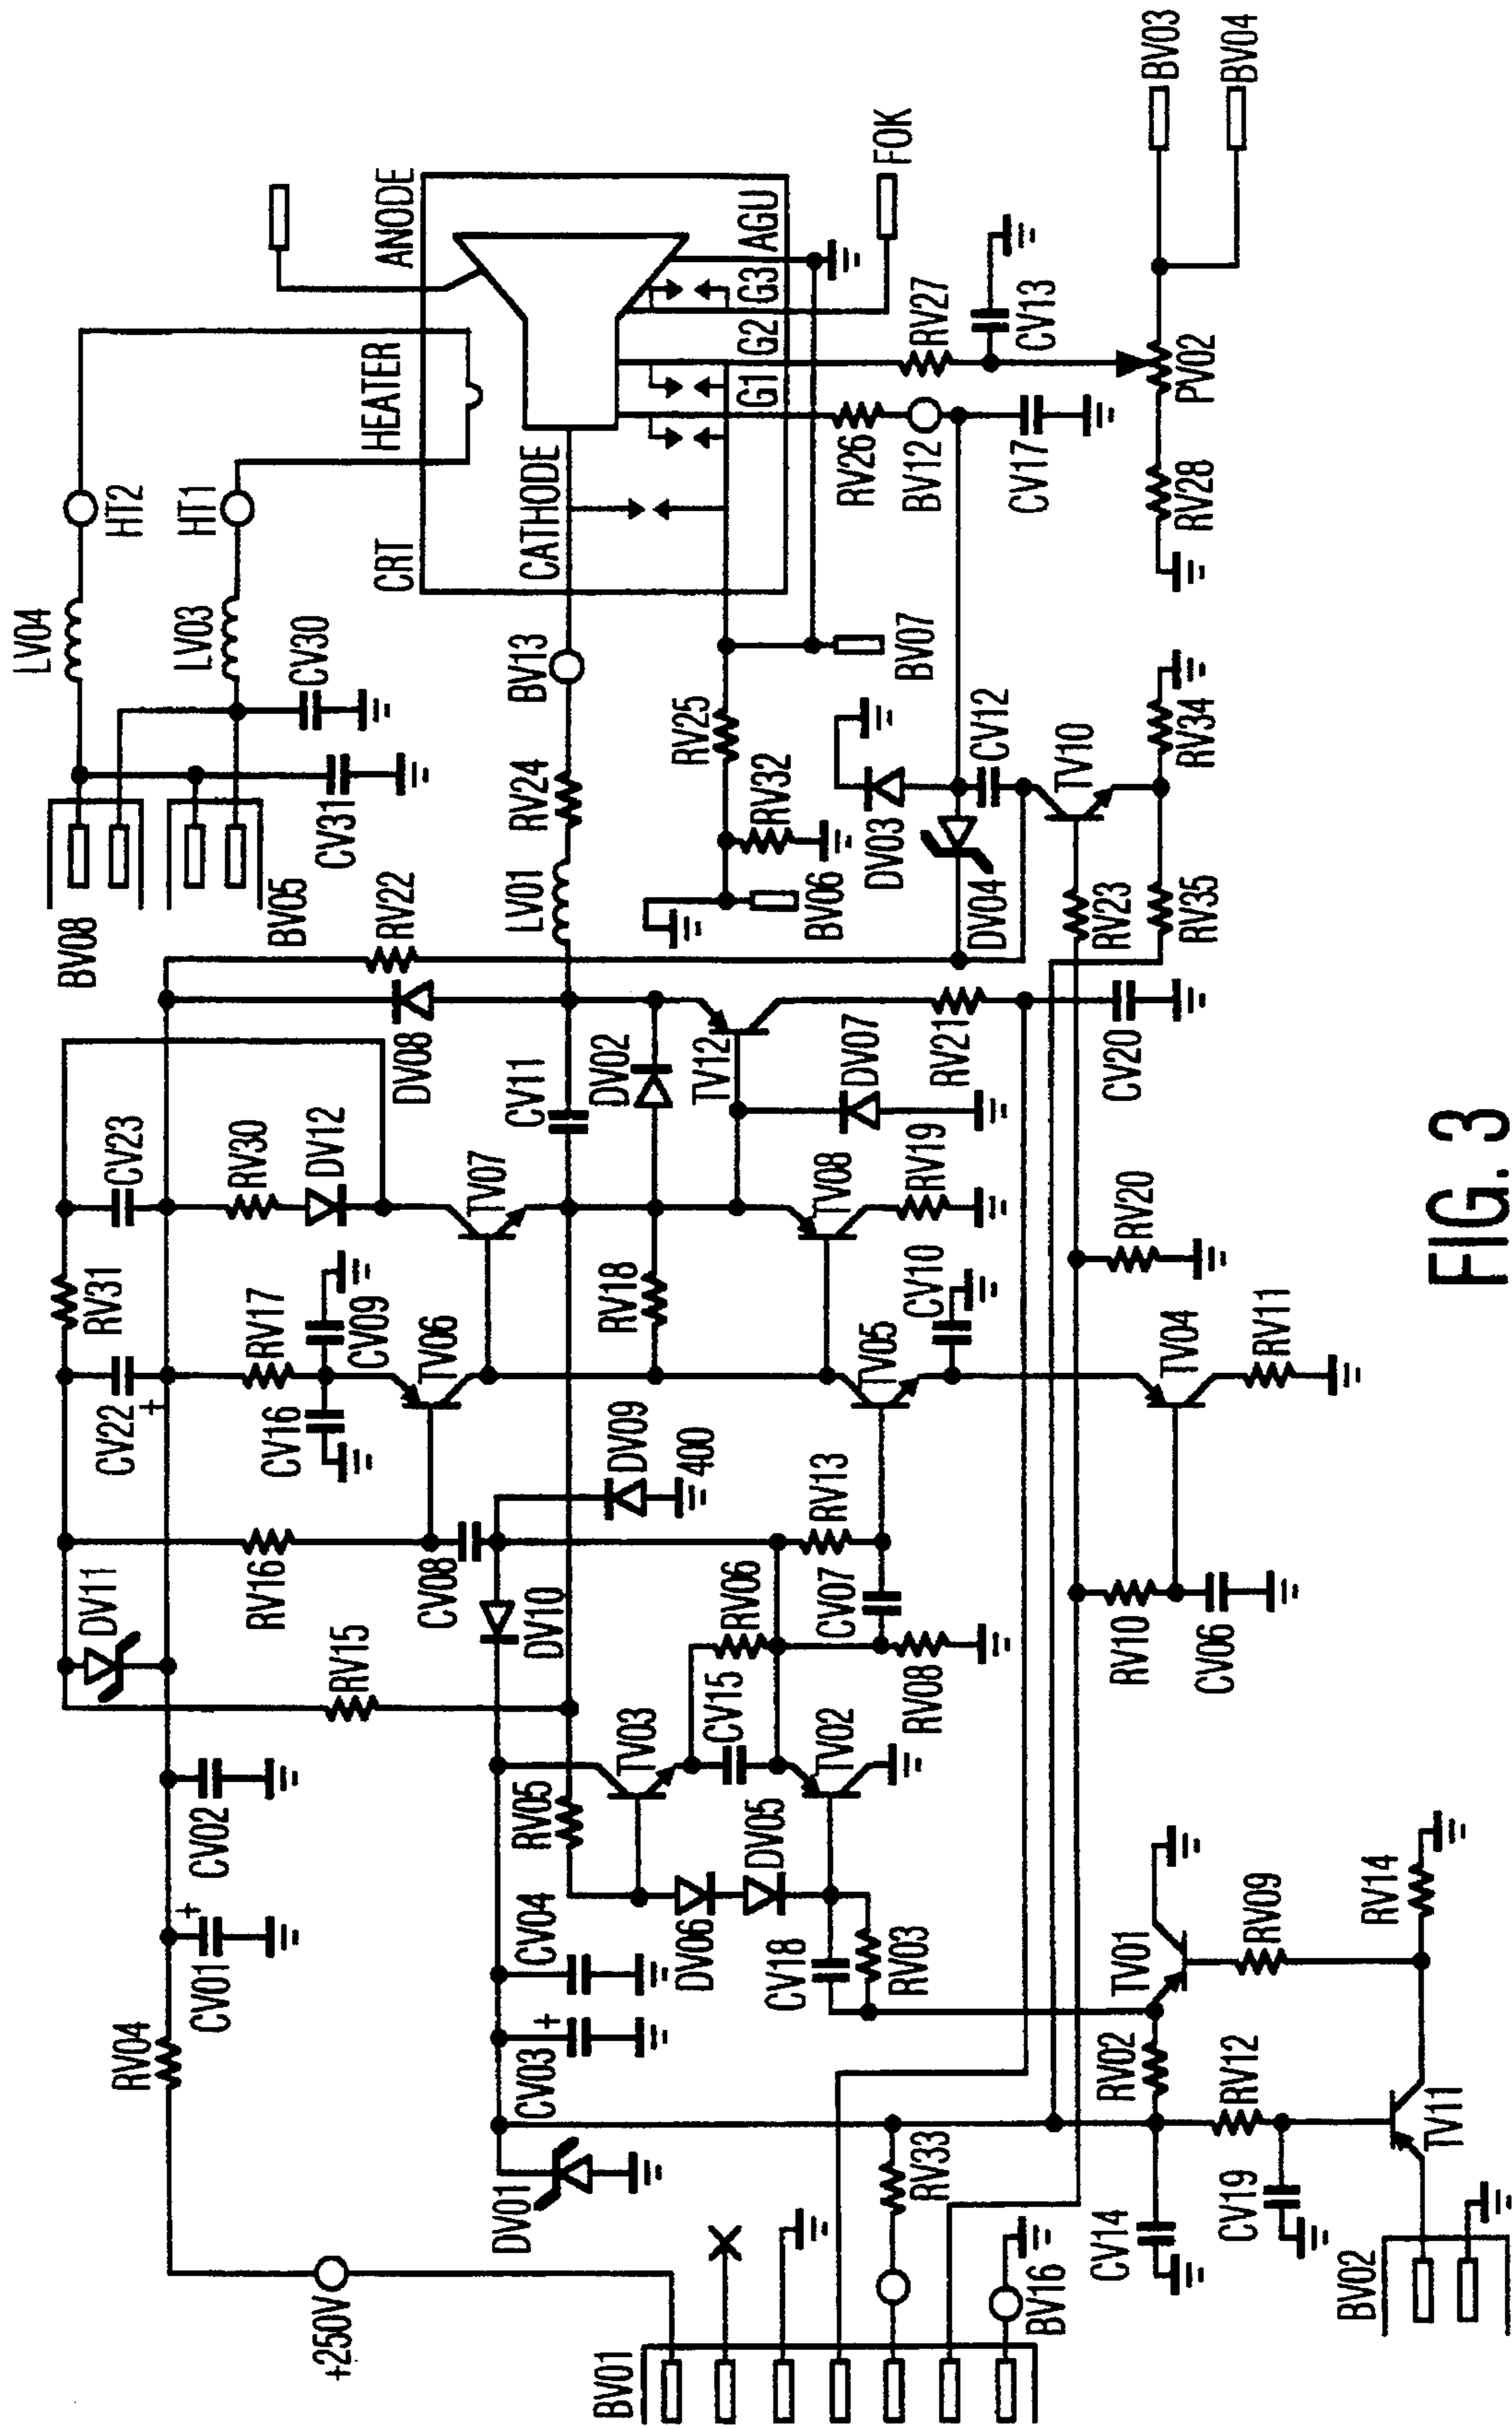 LV04
HT2
LV03
HT1
CV30
CV31
BV08
BV05
HEATER
ANODE
CRT
CATHODE
G1
G2
G3
AGU
FOK
BV13
RV24
LV01
RV22
RV25
RV32
BV07
BV06
DV03
DV04
CV12
TV10
RV23
RV35
RV34
RV26
BV12
CV17
RV27
CV13
PV02
RV28
BV03
BV04
CV23
RV30
DV12
RV31
CV22
+
RV17
CV09
CV16
TV06
TV07
DV08
CV11
DV02
TV12
DV07
RV21
CV20
TV08
RV19
RV18
CV10
TV05
TV04
RV11
RV20
DV11
RV16
RV15
CV08
DV10
DV09
400
RV13
RV06
CV07
RV08
CV15
TV03
TV02
RV10
CV06
CV02
CV01
+
RV04
+250V
RV05
CV04
CV03
+
DV06
DV05
CV18
RV03
DV01
TV01
RV09
RV14
RV02
RV12
RV33
CV14
CV19
TV11
BV01
BV16
BV02
FIG. 3